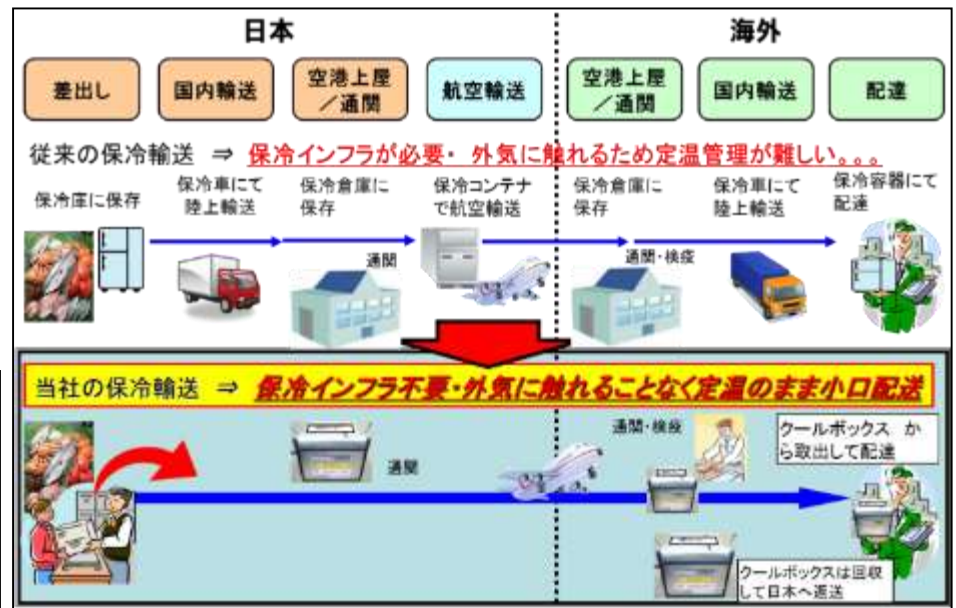 日本
海外
差出し
国内輸送
空港上屋
／通関
航空輸送
空港上屋
／通関
国内輸送
配達
従来の保冷輸送 ⇒ 保冷インフラが必要・ 外気に触れるため定温管理が難しい。。。
保冷庫に保存
保冷車にて
陸上輸送
保冷倉庫に
保存
保冷コンテナ
で航空輸送
保冷倉庫に
保存
保冷車にて
陸上輸送
保冷容器にて
配達
通関
通関・検疫
当社の保冷輸送 ⇒ 保冷インフラ不要・外気に触れることなく定温のまま小口配送
通関
通関・検疫
クールボックス か
ら取出して配達
クールボックスは回収
して日本へ返送